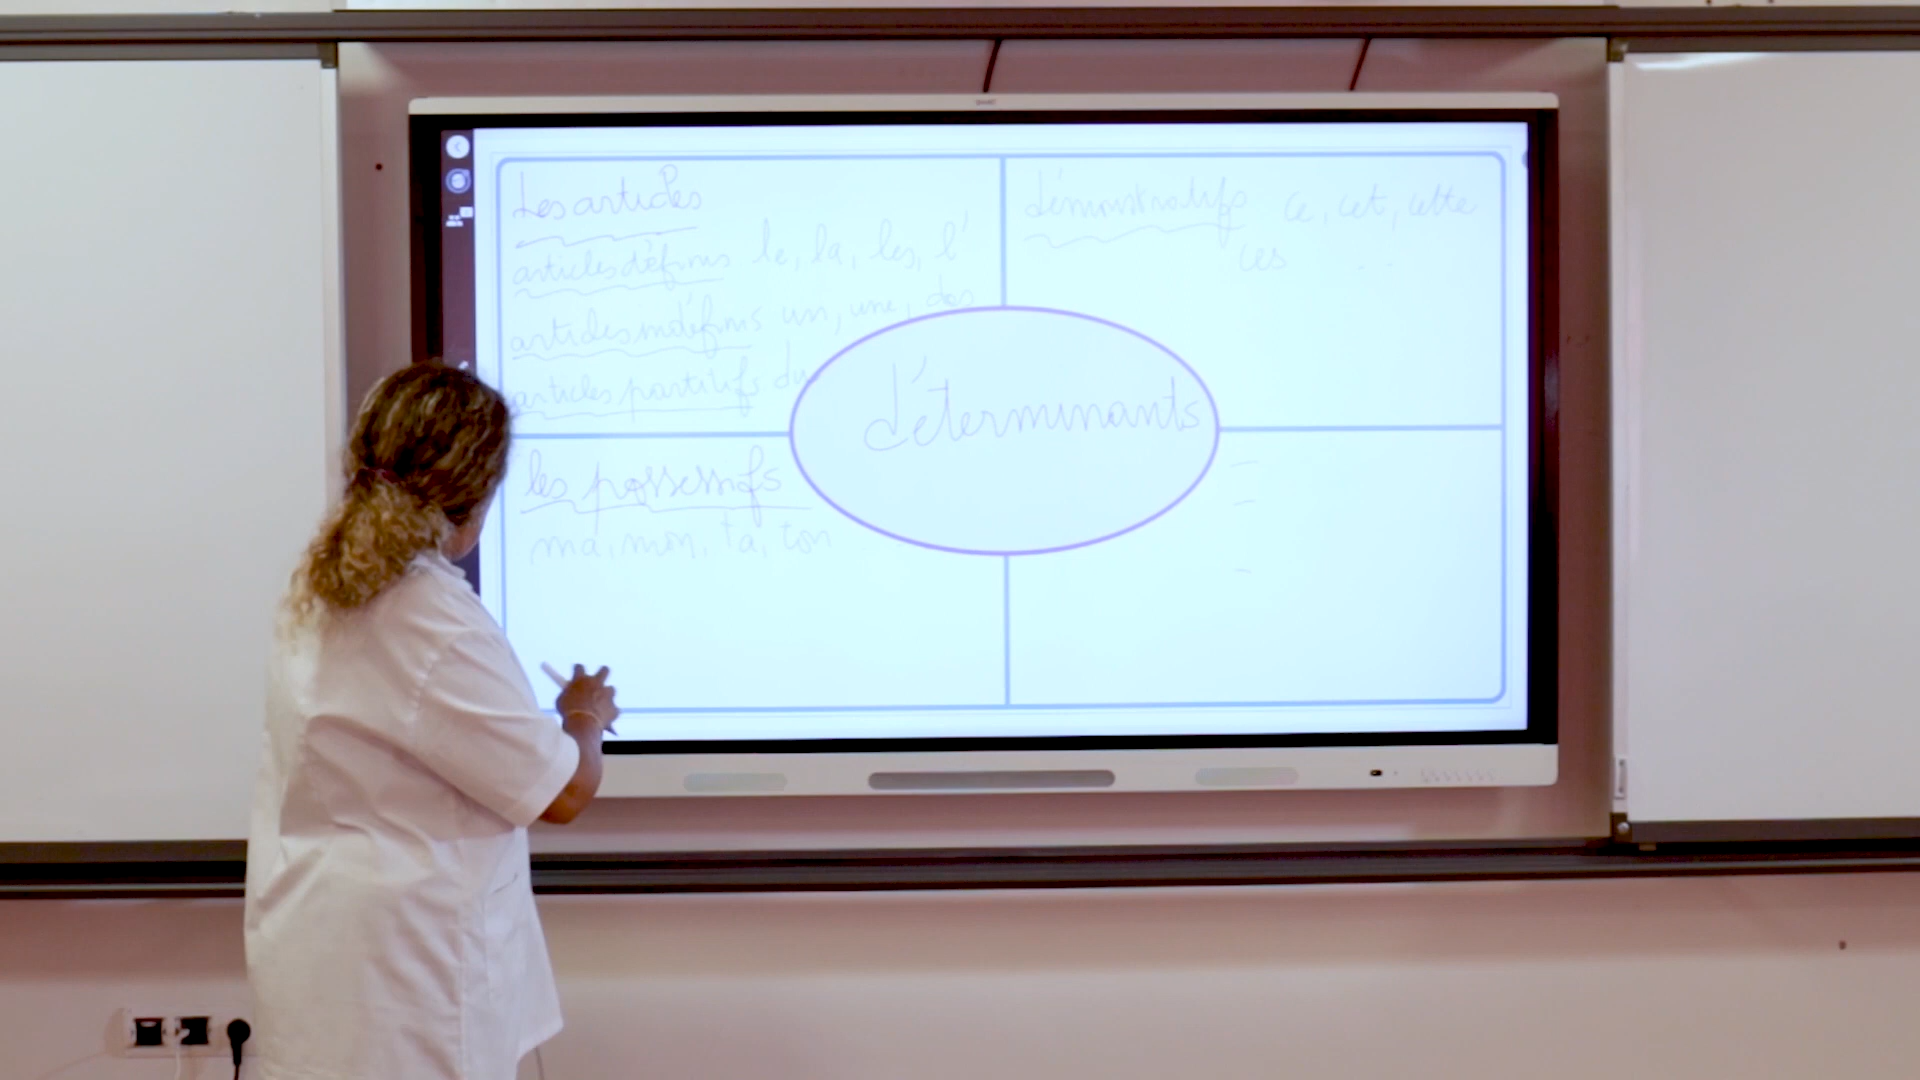 Les articles
articles définis le, la, les, l'
articles indéfinis un, une, des
articles partitifs du
démonstratifs ce, cet, cette
ces
déterminants
les possessifs
ma, mon, ta, ton